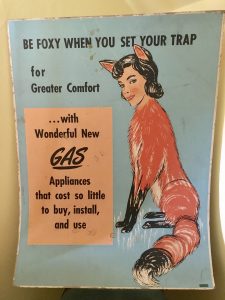 BE FOXY WHEN YOU SET YOUR TRAP
for
Greater Comfort
...with
Wonderful New
GAS
Appliances
that cost so little
to buy, install,
and use